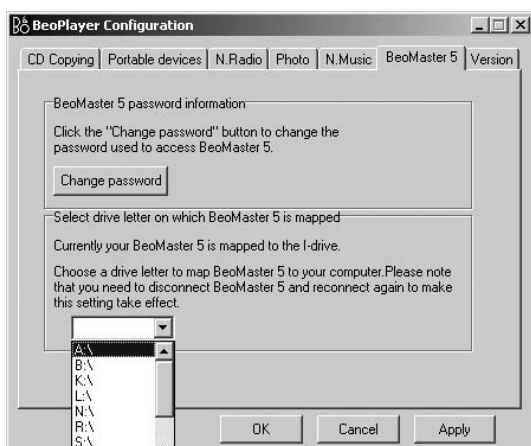 BeoPlayer Configuration
CD Copying Portable devices N.Radio Photo N.Music BeoMaster 5 Version
BeoMaster 5 password information
Click the "Change password" button to change the
password used to access BeoMaster 5.
Change password
Select drive letter on which BeoMaster 5 is mapped
Currently your BeoMaster 5 is mapped to the I-drive.
Choose a drive letter to map BeoMaster 5 to your computer.Please note
that you need to disconnect BeoMaster 5 and reconnect again to make
this setting take effect.
A:\
B:\
K:\
L:\
N:\
R:\
S:\
OK Cancel Apply